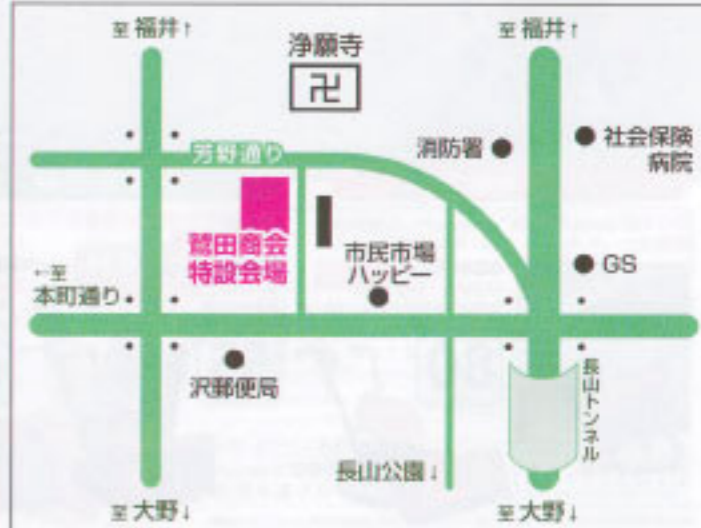 至 福井↑
浄願寺
卍
至 福井↑
芳野通り
消防署
社会保険
病院
鷲田商会
特設会場
市民市場
ハッピー
GS
←至
本町通り
沢郵便局
長山トンネル
長山公園↓
至 大野↓
至 大野↓